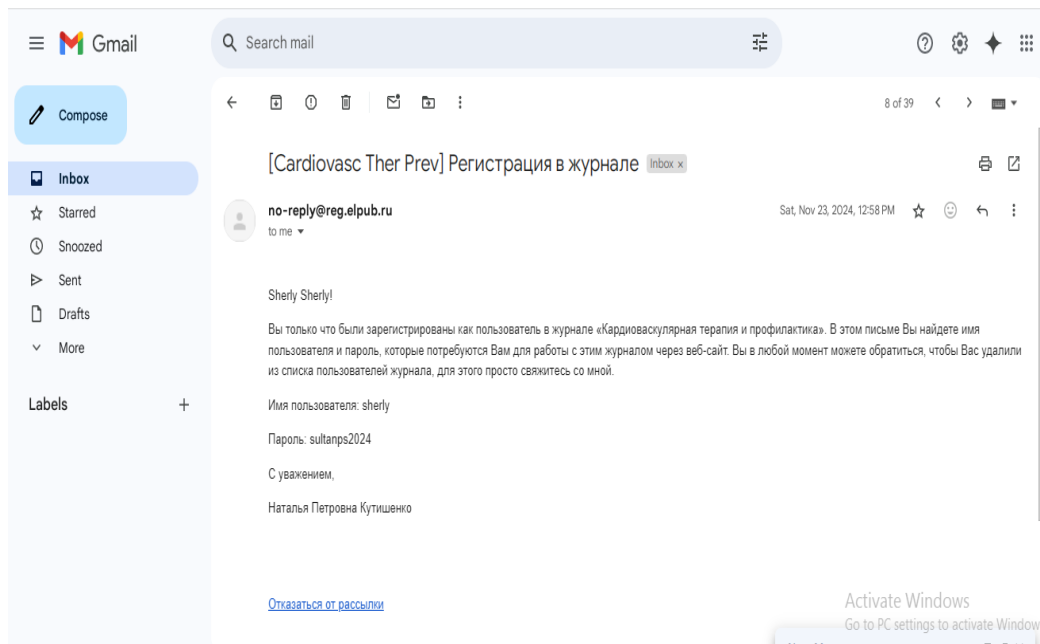 Gmail
Search mail
Compose
8 of 39
[Cardiovasc Ther Prev] Регистрация в журнале Inbox x
Inbox
no-reply@reg.elpub.ru Sat, Nov 23, 2024, 12:58 PM
Starred
to me
Snoozed
Sent
Drafts
More
Labels +
Sherly Sherly!
Вы только что были зарегистрированы как пользователь в журнале «Кардиоваскулярная терапия и профилактика». В этом письме Вы найдете имя
пользователя и пароль, которые потребуются Вам для работы с этим журналом через веб-сайт. Вы в любой момент можете обратиться, чтобы Вас удалили
из списка пользователей журнала, для этого просто свяжитесь со мной.
Имя пользователя: sherly
Пароль: sultanps2024
С уважением,
Наталья Петровна Кутишенко
Отказаться от рассылки
Activate Windows
Go to PC settings to activate Window